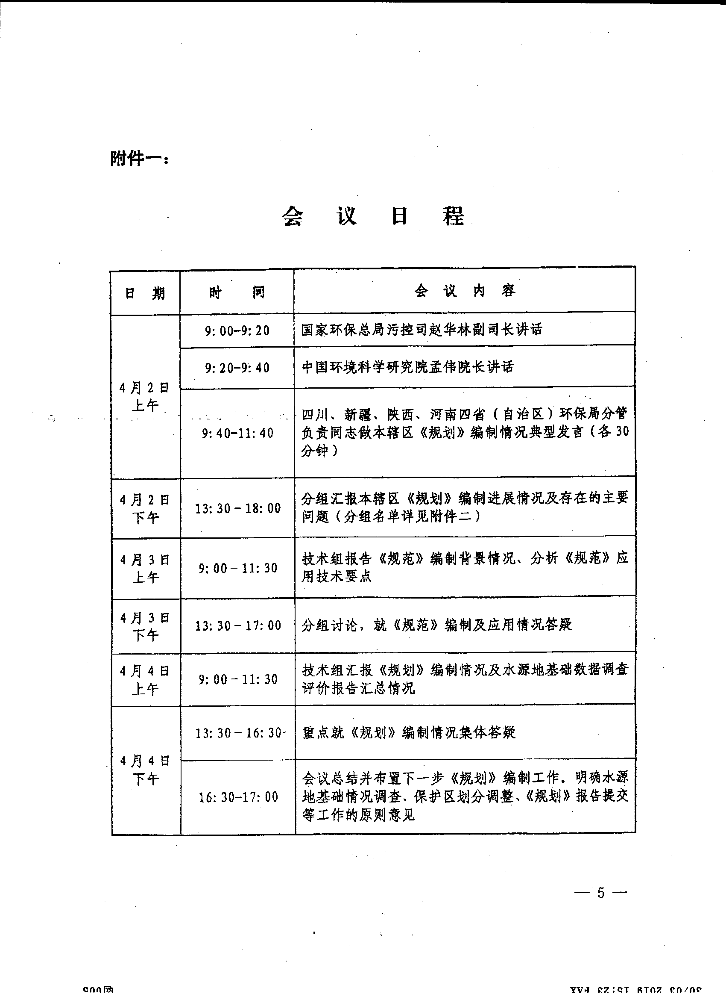 附件一：
会 议 日 程
日 期
时 间
会 议 内 容
4月2日
上午
9:00-9:20
国家环保总局污控司赵华林副司长讲话
9:20-9:40
中国环境科学研究院孟伟院长讲话
9:40-11:40
四川、新疆、陕西、河南四省（自治区）环保局分管
负责同志做本辖区《规划》编制情况典型发言（各30
分钟）
4月2日
下午
13:30-18:00
分组汇报本辖区《规划》编制进展情况及存在的主要
问题（分组名单详见附件二）
4月3日
上午
9:00-11:30
技术组报告《规范》编制背景情况、分析《规范》应
用技术要点
4月3日
下午
13:30-17:00
分组讨论，就《规范》编制及应用情况答疑
4月4日
上午
9:00-11:30
技术组汇报《规划》编制情况及水源地基础数据调查
评价报告汇总情况
4月4日
下午
13:30-16:30
重点就《规划》编制情况集体答疑
16:30-17:00
会议总结并布置下一步《规划》编制工作。明确水源
地基础情况调查、保护区划分调整、《规划》报告提交
等工作的原则意见
— 5 —